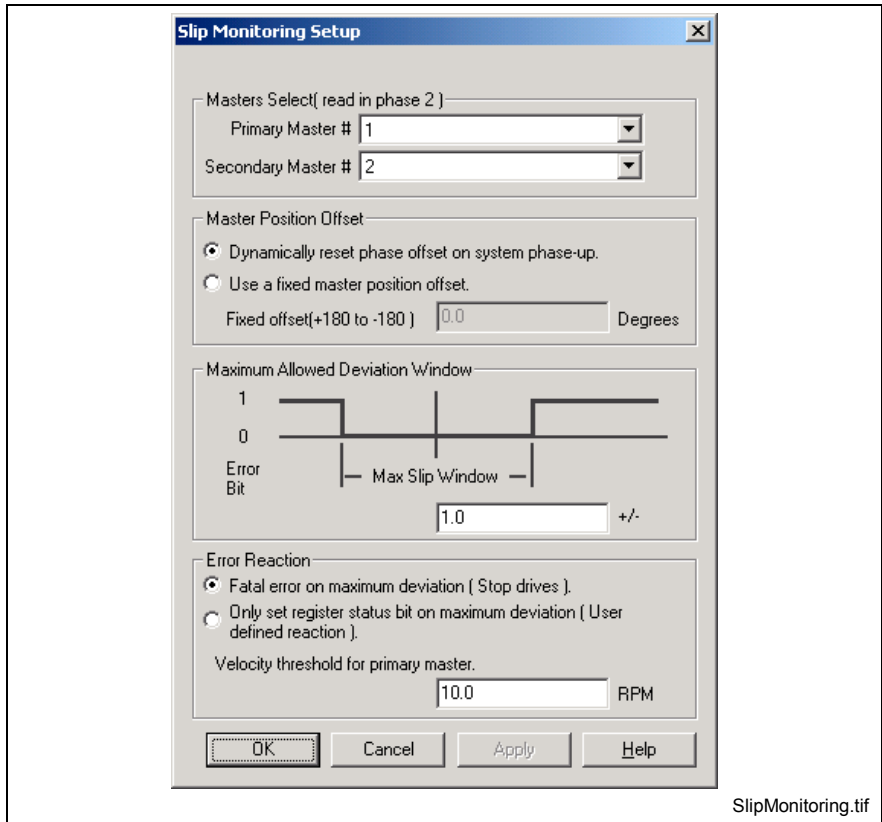 Slip Monitoring Setup
Masters Select( read in phase 2 )
Primary Master # 1
Secondary Master # 2
Master Position Offset
Dynamically reset phase offset on system phase-up.
Use a fixed master position offset.
Fixed offset(+180 to -180 ) 0.0 Degrees
Maximum Allowed Deviation Window
1
0
Error
Bit
Max Slip Window
1.0 +/-
Error Reaction
Fatal error on maximum deviation ( Stop drives ).
Only set register status bit on maximum deviation ( User
defined reaction ).
Velocity threshold for primary master.
10.0 RPM
OK Cancel Apply Help
SlipMonitoring.tif